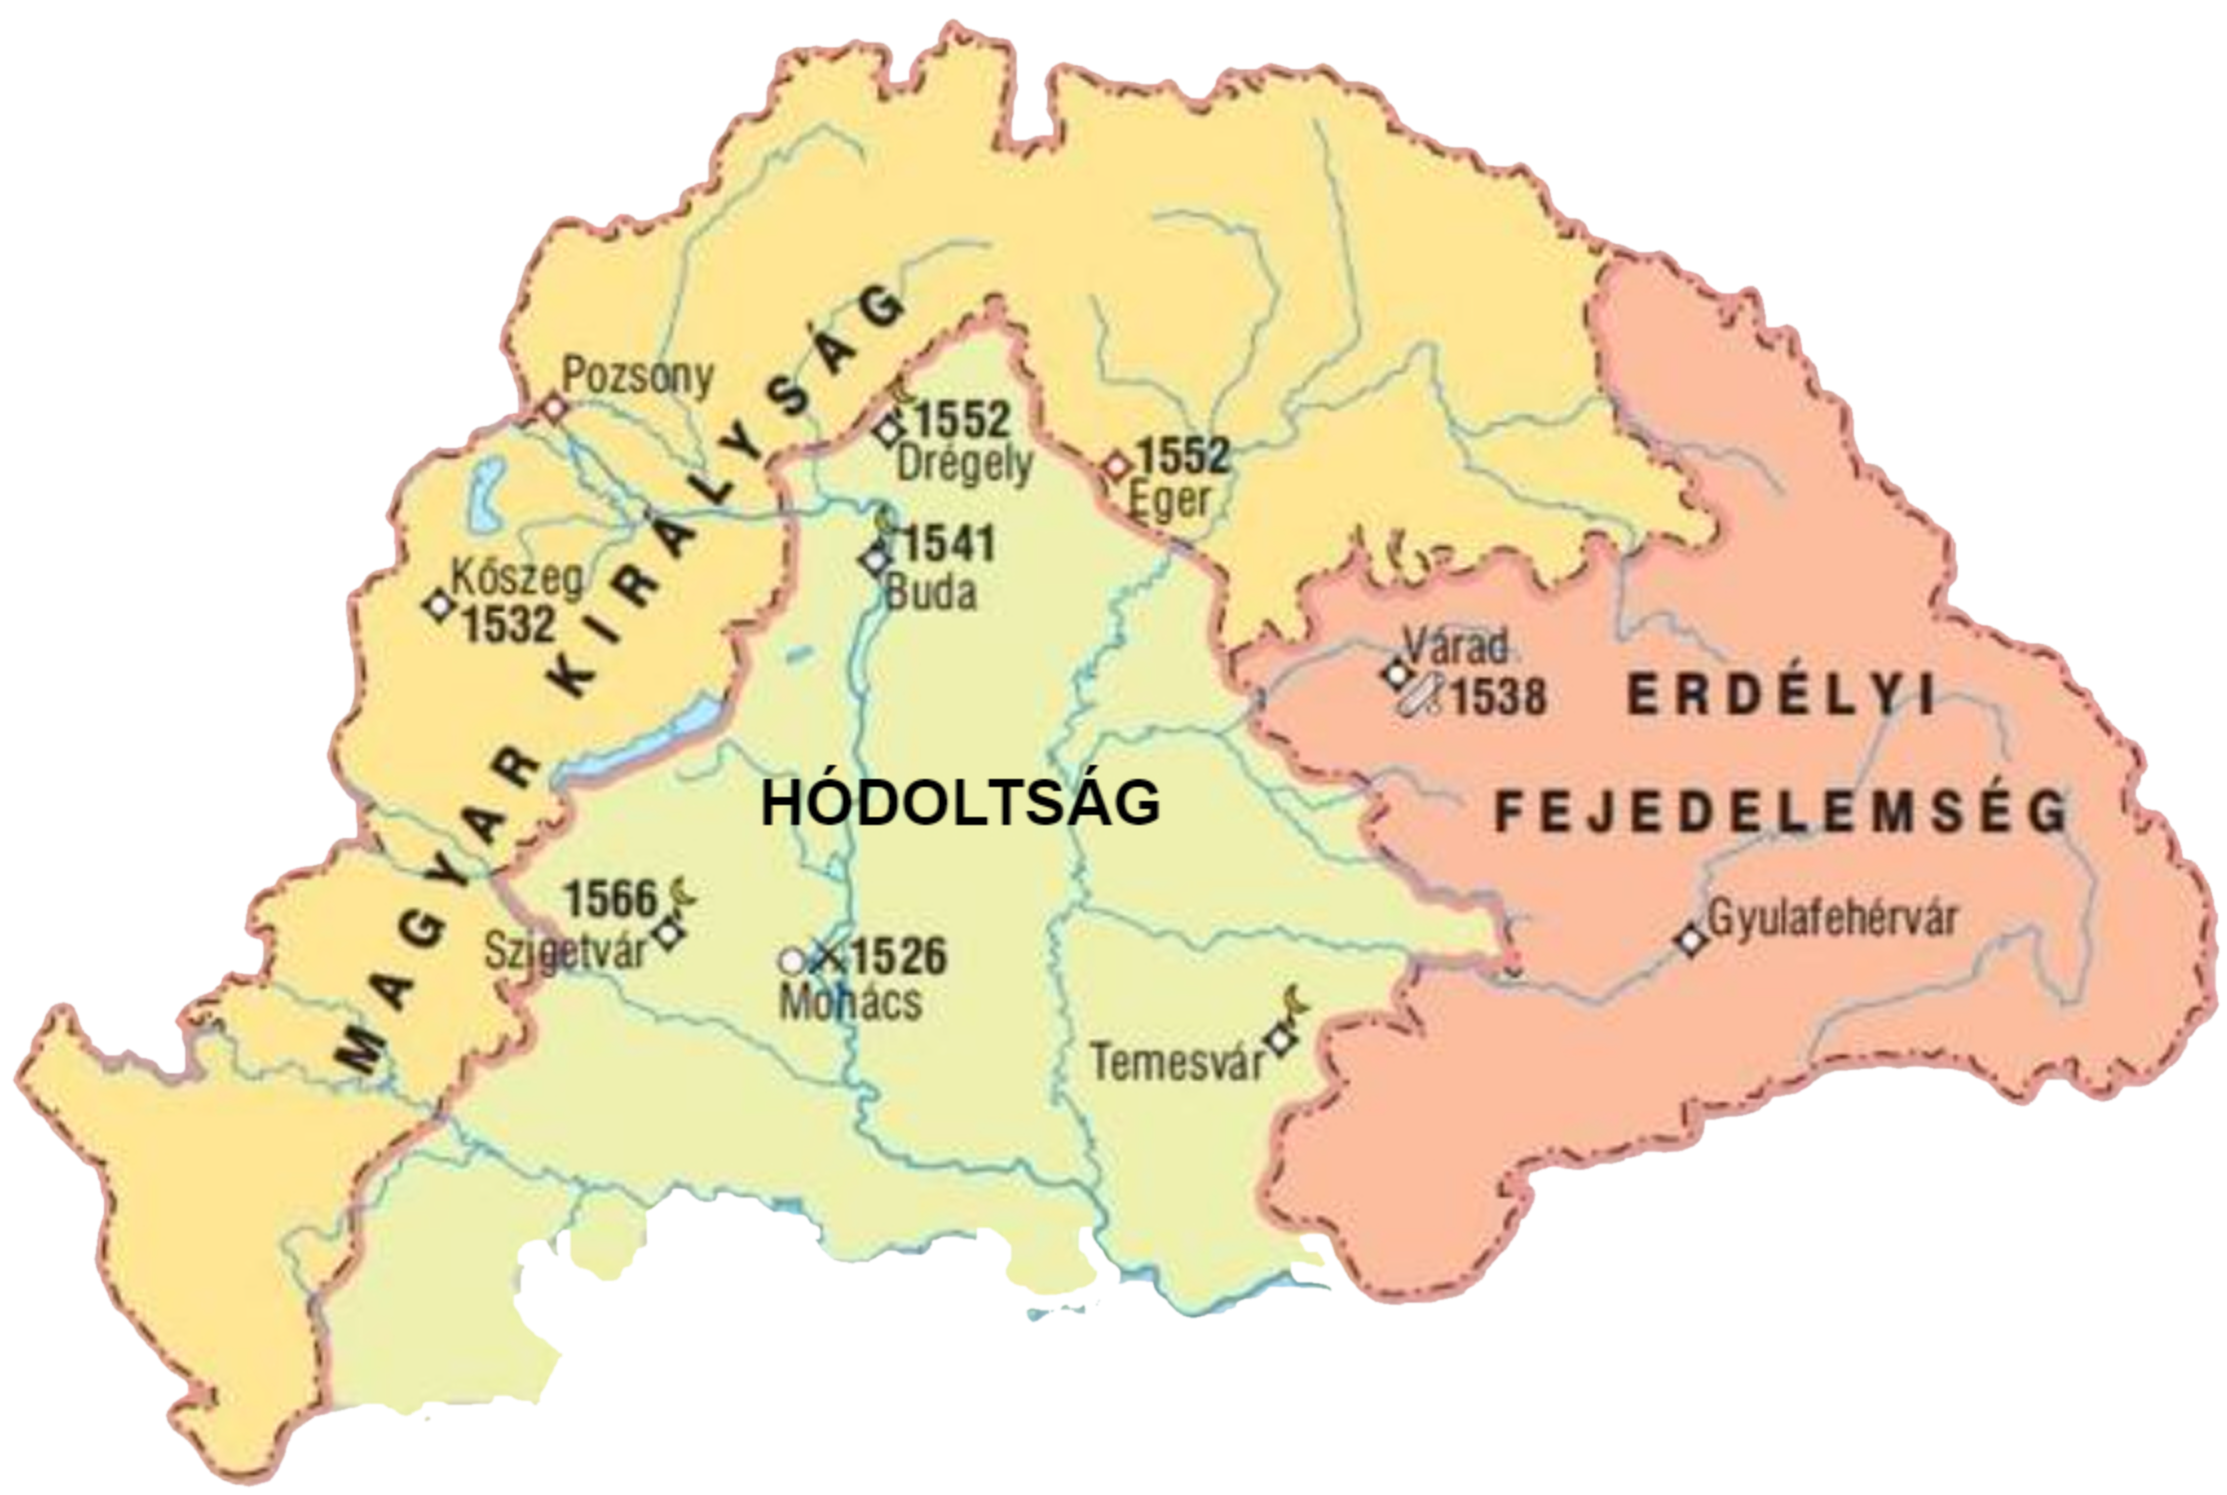 MAGYAR KIRÁLYSÁG
Pozsony
1552
Drégely
1552
Eger
1541
Buda
Kőszeg
1532
Várad
1538
ERDÉLYI
FEJEDELEMSÉG
HÓDOLTSÁG
1566
Szigetvár
1526
Mohács
Gyulafehérvár
Temesvár